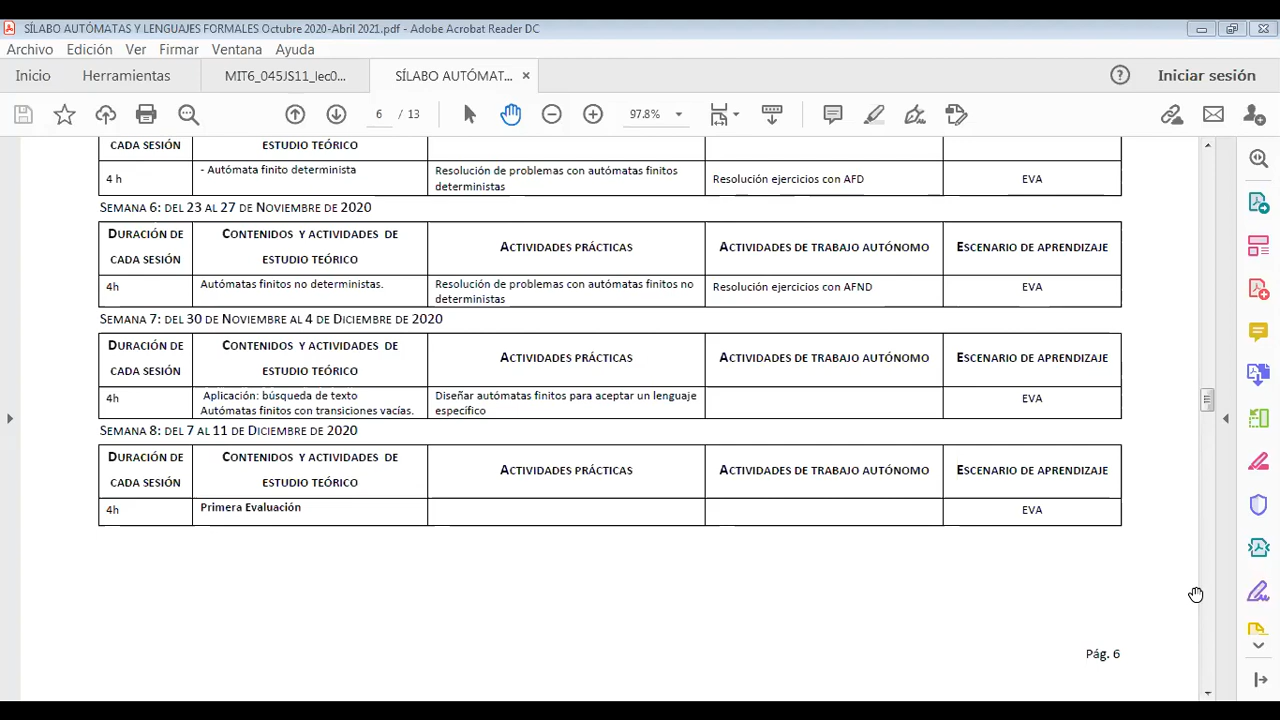 SÍLABO AUTÓMATAS Y LENGUAJES FORMALES Octubre 2020-Abril 2021.pdf - Adobe Acrobat Reader DC
Archivo Edición Ver Firmar Ventana Ayuda
Inicio Herramientas MIT6_045JS11_lec0... SÍLABO AUTÓMAT... × Iniciar sesión
6 / 13 97.8%
CADA SESIÓN ESTUDIO TEÓRICO
4 h - Autómata finito determinista Resolución de problemas con autómatas finitos deterministas Resolución ejercicios con AFD EVA
SEMANA 6: DEL 23 AL 27 DE NOVIEMBRE DE 2020
DURACIÓN DE CADA SESIÓN CONTENIDOS Y ACTIVIDADES DE ESTUDIO TEÓRICO ACTIVIDADES PRÁCTICAS ACTIVIDADES DE TRABAJO AUTÓNOMO ESCENARIO DE APRENDIZAJE
4h Autómatas finitos no deterministas. Resolución de problemas con autómatas finitos no deterministas Resolución ejercicios con AFND EVA
SEMANA 7: DEL 30 DE NOVIEMBRE AL 4 DE DICIEMBRE DE 2020
DURACIÓN DE CADA SESIÓN CONTENIDOS Y ACTIVIDADES DE ESTUDIO TEÓRICO ACTIVIDADES PRÁCTICAS ACTIVIDADES DE TRABAJO AUTÓNOMO ESCENARIO DE APRENDIZAJE
4h Aplicación: búsqueda de texto Autómatas finitos con transiciones vacías. Diseñar autómatas finitos para aceptar un lenguaje específico EVA
SEMANA 8: DEL 7 AL 11 DE DICIEMBRE DE 2020
DURACIÓN DE CADA SESIÓN CONTENIDOS Y ACTIVIDADES DE ESTUDIO TEÓRICO ACTIVIDADES PRÁCTICAS ACTIVIDADES DE TRABAJO AUTÓNOMO ESCENARIO DE APRENDIZAJE
4h Primera Evaluación EVA
Pág. 6